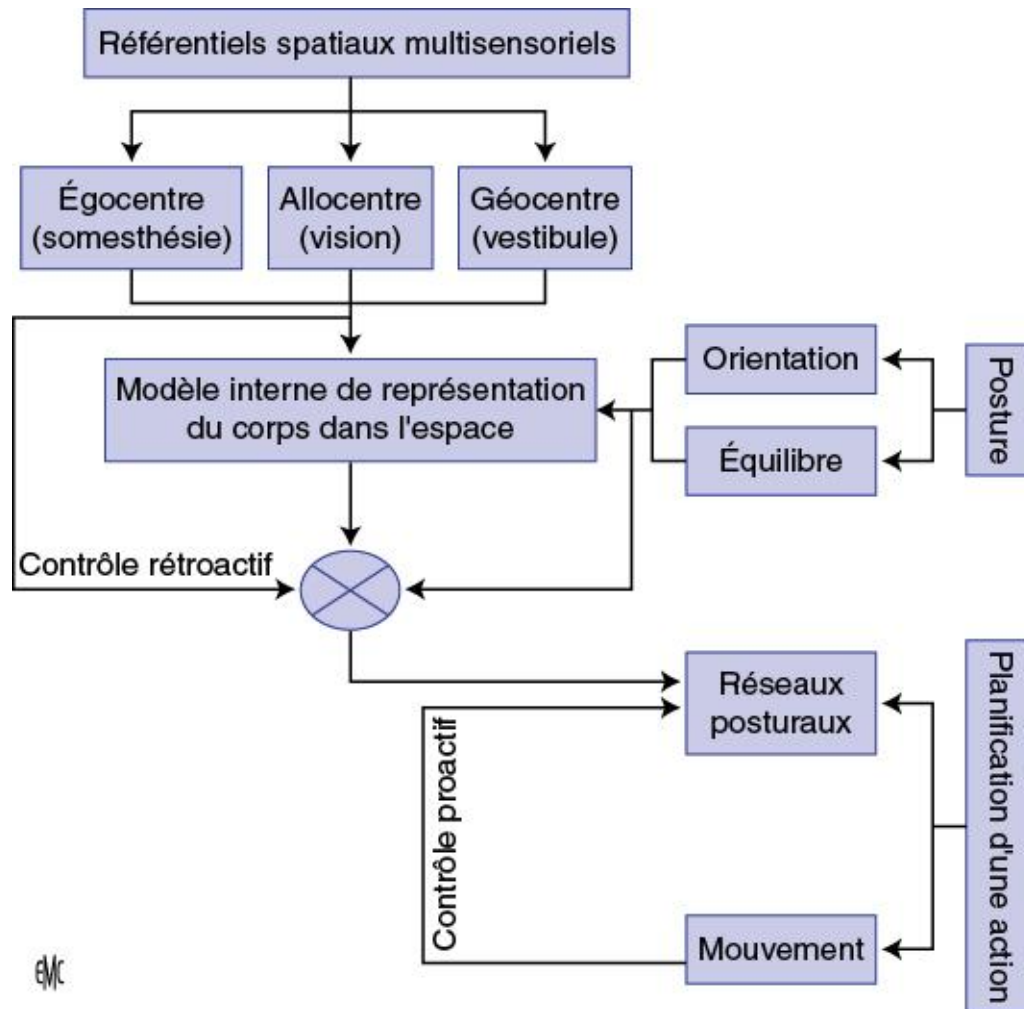 Référentiels spatiaux multisensoriels
Égocentre
(somesthésie)
Allocentre
(vision)
Géocentre
(vestibule)
Modèle interne de représentation
du corps dans l'espace
Orientation
Équilibre
Posture
Contrôle rétroactif
Réseaux
posturaux
Contrôle proactif
Mouvement
Planification d'une action
EMC